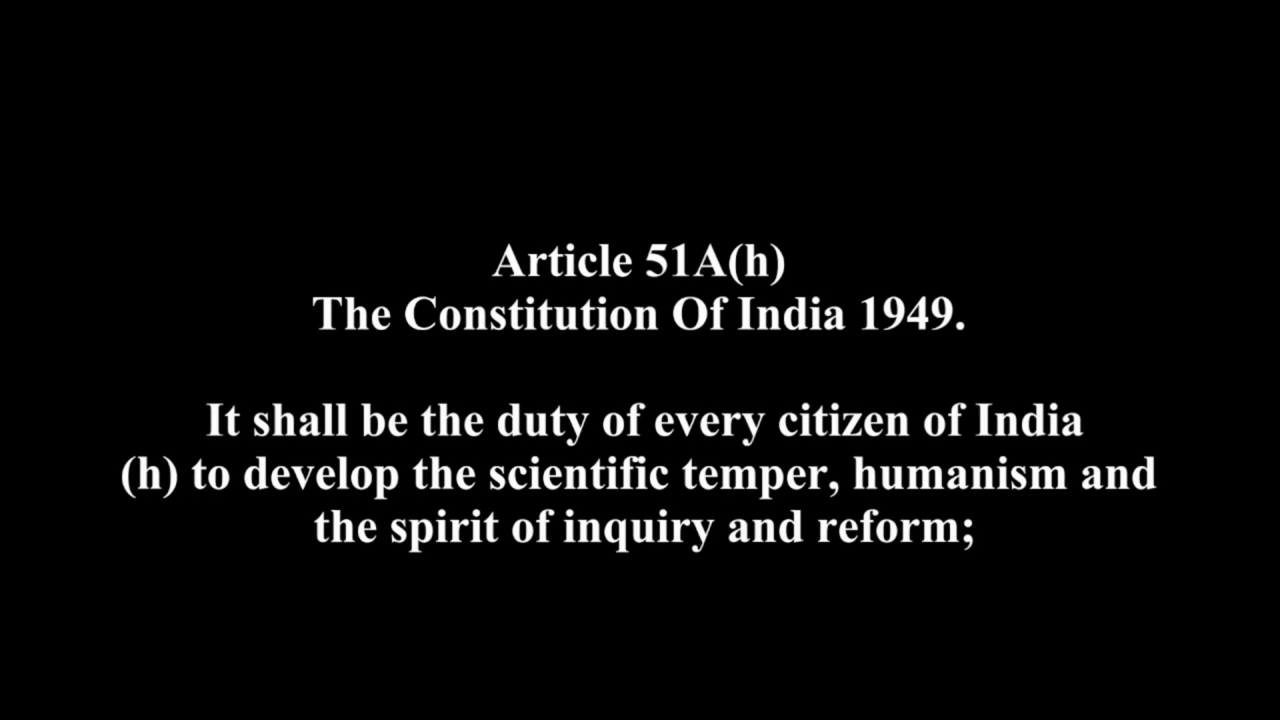 Article 51A(h)
The Constitution Of India 1949.
It shall be the duty of every citizen of India
(h) to develop the scientific temper, humanism and
the spirit of inquiry and reform;